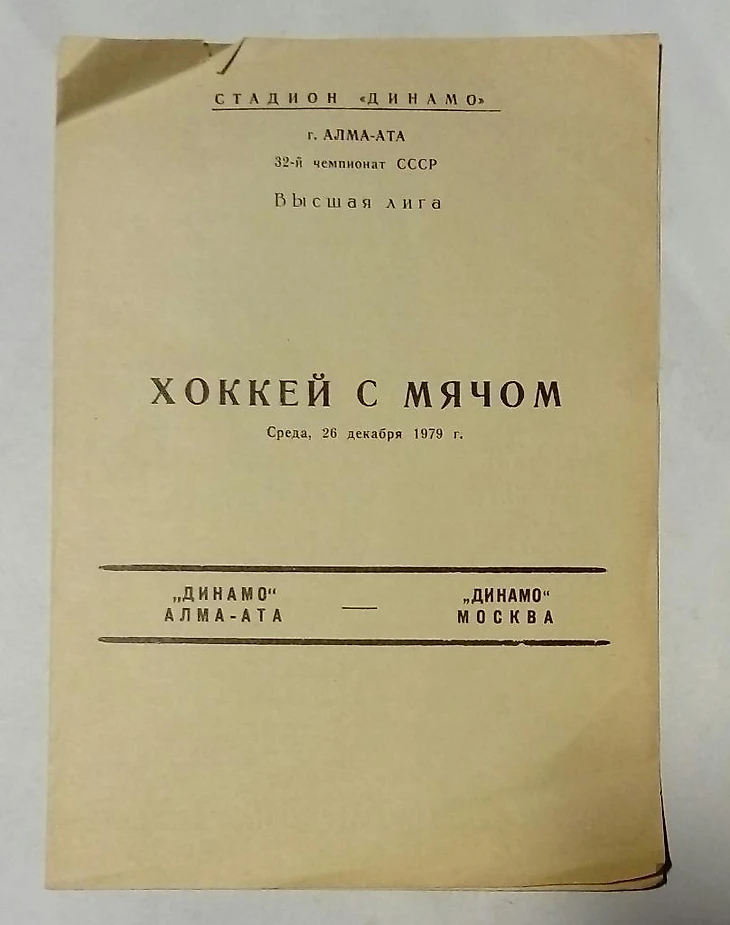 СТАДИОН «ДИНАМО»
г. АЛМА-АТА
32-й чемпионат СССР
Высшая лига
ХОККЕЙ С МЯЧОМ
Среда, 26 декабря 1979 г.
„ДИНАМО“ — „ДИНАМО“
АЛМА-АТА МОСКВА